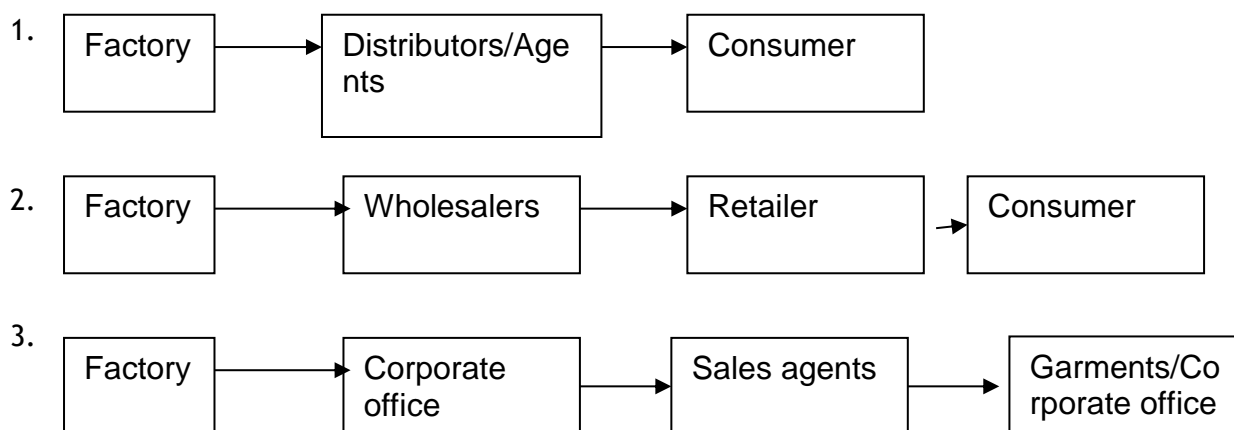 1. Factory Distributors/Age Consumer
nts
2. Factory Wholesalers Retailer Consumer
3. Factory Corporate Sales agents Garments/Co
office rporate office